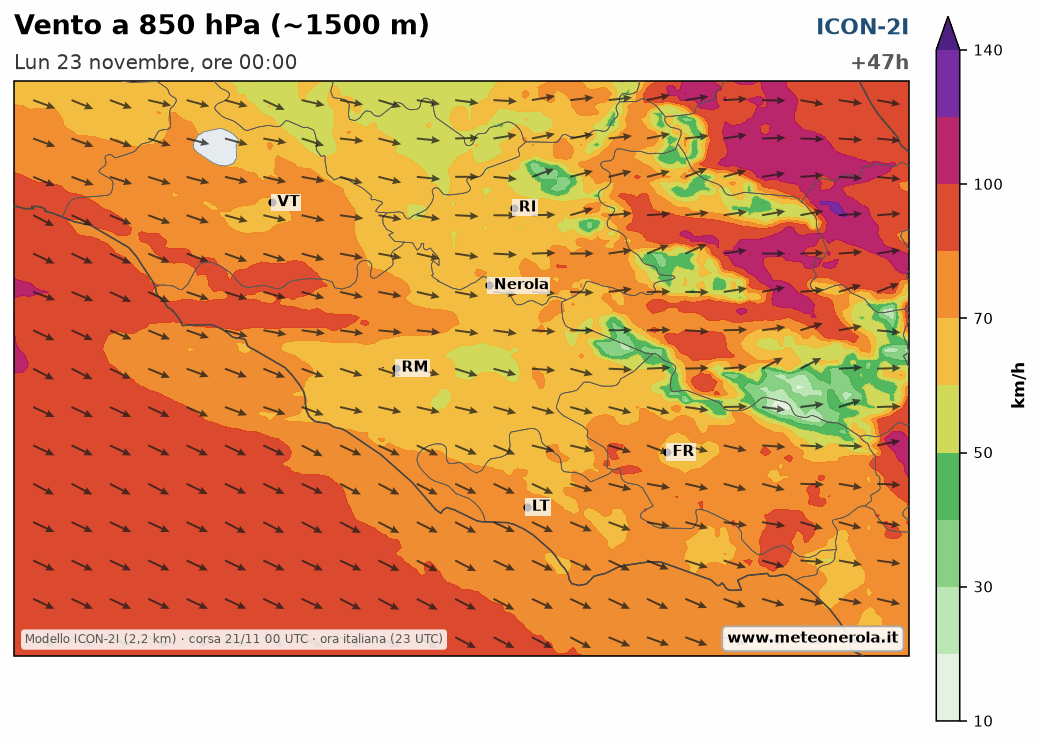 Vento a 850 hPa (~1500 m)
ICON-2I
Lun 23 novembre, ore 00:00
+47h
VT
RI
Nerola
RM
FR
LT
Modello ICON-2I (2,2 km) · corsa 21/11 00 UTC · ora italiana (23 UTC)
www.meteonerola.it
140
100
70
50
30
10
km/h